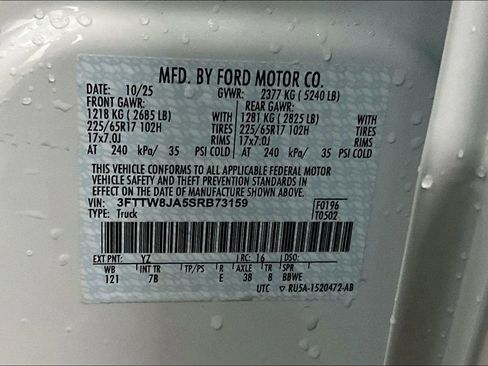 MFD. BY FORD MOTOR CO.
DATE: 10/25 GVWR: 2377 KG ( 5240 LB)
FRONT GAWR: REAR GAWR:
1218 KG ( 2685 LB) WITH 1281 KG ( 2825 LB) WITH
225/65R17 102H TIRES 225/65R17 102H TIRES
17x7.0J RIMS 17x7.0J RIMS
AT 240 kPa/ 35 PSI COLD AT 240 kPa/ 35 PSI COLD
THIS VEHICLE CONFORMS TO ALL APPLICABLE FEDERAL MOTOR
VEHICLE SAFETY AND THEFT PREVENTION STANDARDS IN
EFFECT ON THE DATE OF MANUFACTURE SHOWN ABOVE.
VIN: 3FTTW8JA5SRB73159 F0196
TYPE: Truck T0502
EXT PNT: YZ RC: 16 DSO:
WB INT TR TP/PS R AXLE TR SPR
121 7B E 38 8 BBWE
UTC ▽ RU5A-1520472-AB